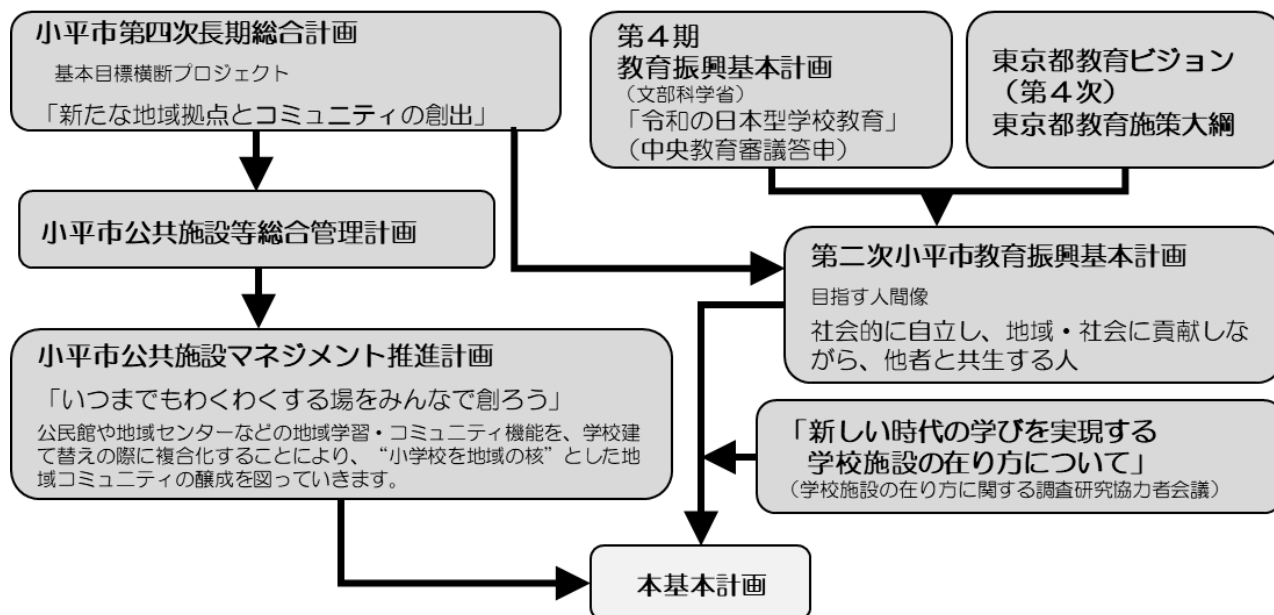 小平市第四次長期総合計画
基本目標横断プロジェクト
「新たな地域拠点とコミュニティの創出」
第4期
教育振興基本計画
（文部科学省）
「令和の日本型学校教育」
（中央教育審議答申）
東京都教育ビジョン
（第4次）
東京都教育施策大綱
小平市公共施設等総合管理計画
第二次小平市教育振興基本計画
目指す人間像
社会的に自立し、地域・社会に貢献しな
がら、他者と共生する人
小平市公共施設マネジメント推進計画
「いつまでもわくわくする場をみんなで創ろう」
公民館や地域センターなどの地域学習・コミュニティ機能を、学校建
て替えの際に複合化することにより、“小学校を地域の核”とした地
域コミュニティの醸成を図っていきます。
「新しい時代の学びを実現する
学校施設の在り方について」
（学校施設の在り方に関する調査研究協力者会議）
本基本計画